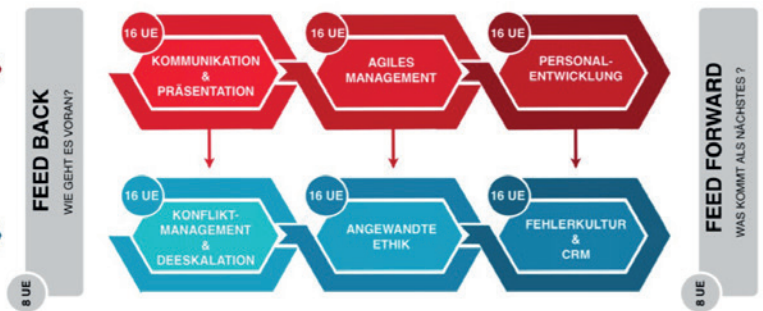 FEED BACK
WIE GEHT ES VORAN?
8 UE
16 UE
KOMMUNIKATION
&
PRÄSENTATION
16 UE
AGILES
MANAGEMENT
16 UE
PERSONAL-
ENTWICKLUNG
16 UE
KONFLIKT-
MANAGEMENT
&
DEESKALATION
16 UE
ANGEWANDTE
ETHIK
16 UE
FEHLERKULTUR
&
CRM
FEED FORWARD
WAS KOMMT ALS NÄCHSTES ?
8 UE